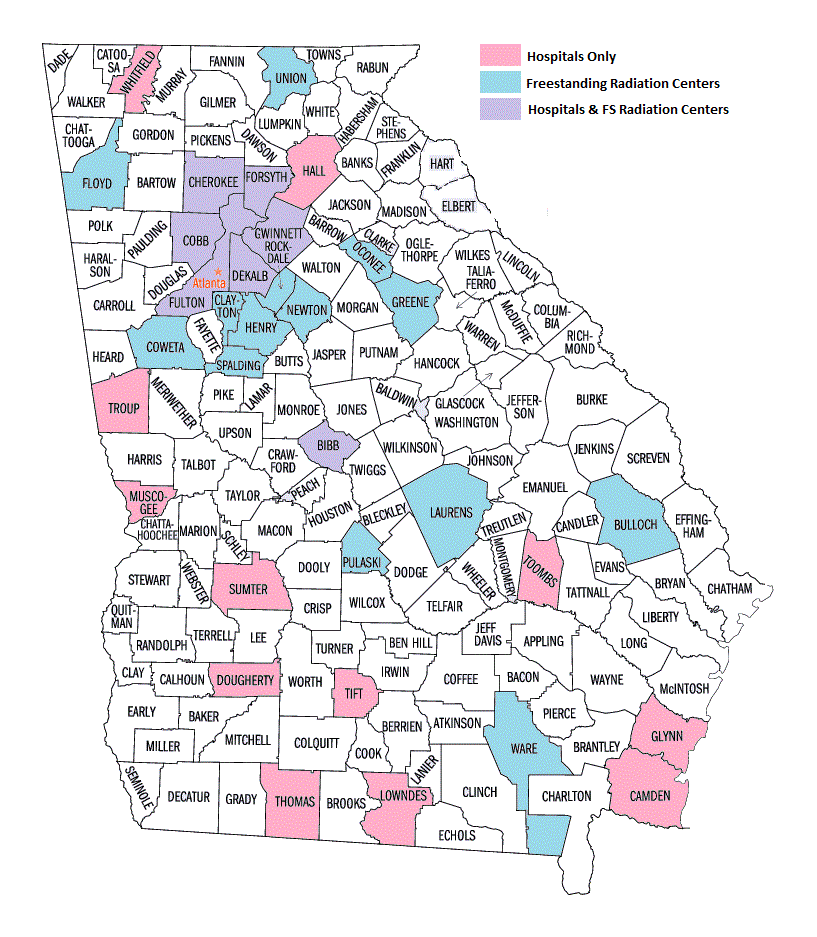 Hospitals Only
Freestanding Radiation Centers
Hospitals & FS Radiation Centers
DADE
CATOO-
SA
WHITFIELD
MURRAY
FANNIN
UNION
TOWNS
RABUN
WALKER
GILMER
LUMPKIN
WHITE
HABERSHAM
STE-
PHENS
CHAT-
TOOGA
GORDON
PICKENS
DAWSON
HALL
BANKS
FRANKLIN
HART
FLOYD
BARTOW
CHEROKEE
FORSYTH
JACKSON
MADISON
ELBERT
POLK
PAULDING
COBB
GWINNETT
BARROW
CLARKE
OCONEE
OGLE-
THORPE
WILKES
LINCOLN
HARAL-
SON
DOUGLAS
Atlanta
DEKALB
ROCK-
DALE
WALTON
TALIA-
FERRO
CARROLL
FULTON
CLAY-
TON
HENRY
NEWTON
MORGAN
GREENE
WARREN
McDUFFIE
COLUM-
BIA
RICH-
MOND
HEARD
COWETA
FAYETTE
SPALDING
BUTTS
JASPER
PUTNAM
HANCOCK
TROUP
MERIWETHER
PIKE
LAMAR
MONROE
JONES
BALDWIN
GLASCOCK
WASHINGTON
JEFFER-
SON
BURKE
UPSON
BIBB
WILKINSON
HARRIS
TALBOT
CRAW-
FORD
TWIGGS
JOHNSON
JENKINS
SCREVEN
MUSCO-
GEE
TAYLOR
PEACH
HOUSTON
BLECKLEY
LAURENS
EMANUEL
CHATTA-
HOOCHEE
MARION
SCHLEY
MACON
TREUTLEN
CANDLER
BULLOCH
EFFING-
HAM
STEWART
WEBSTER
SUMTER
DOOLY
PULASKI
DODGE
WHEELER
MONTGOMERY
TOOMBS
EVANS
TATTNALL
BRYAN
CHATHAM
QUIT-
MAN
CRISP
WILCOX
TELFAIR
LIBERTY
RANDOLPH
TERRELL
LEE
TURNER
BEN HILL
JEFF
DAVIS
APPLING
LONG
CLAY
CALHOUN
DOUGHERTY
WORTH
TIFT
IRWIN
COFFEE
BACON
WAYNE
McINTOSH
EARLY
BAKER
BERRIEN
ATKINSON
PIERCE
MILLER
MITCHELL
COLQUITT
COOK
LANIER
WARE
BRANTLEY
GLYNN
SEMINOLE
DECATUR
GRADY
THOMAS
BROOKS
LOWNDES
CLINCH
CHARLTON
CAMDEN
ECHOLS